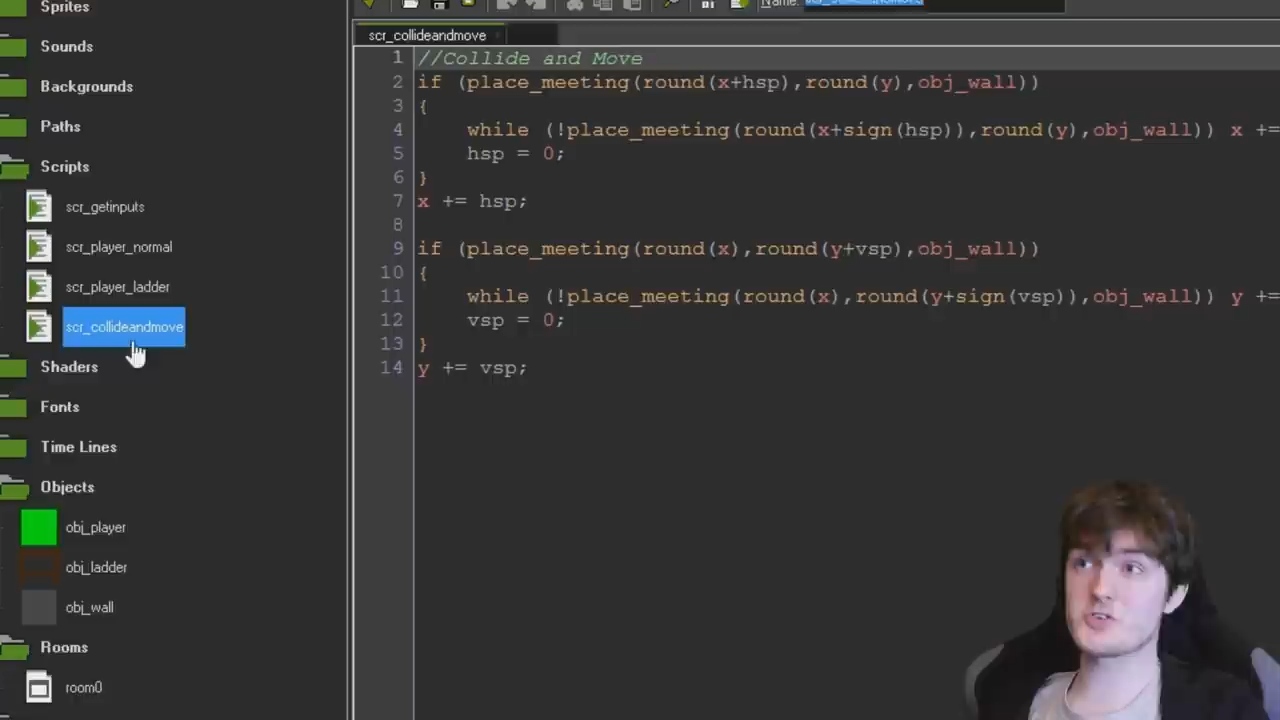 Sprites
Sounds
Backgrounds
Paths
Scripts
scr_getinputs
scr_player_normal
scr_player_ladder
scr_collideandmove
Shaders
Fonts
Time Lines
Objects
obj_player
obj_ladder
obj_wall
Rooms
room0
Name:
scr_collideandmove
1 //Collide and Move
2 if (place_meeting(round(x+hsp),round(y),obj_wall))
3 {
4 while (!place_meeting(round(x+sign(hsp)),round(y),obj_wall)) x +=
5 hsp = 0;
6 }
7 x += hsp;
8
9 if (place_meeting(round(x),round(y+vsp),obj_wall))
10 {
11 while (!place_meeting(round(x),round(y+sign(vsp)),obj_wall)) y +=
12 vsp = 0;
13 }
14 y += vsp;